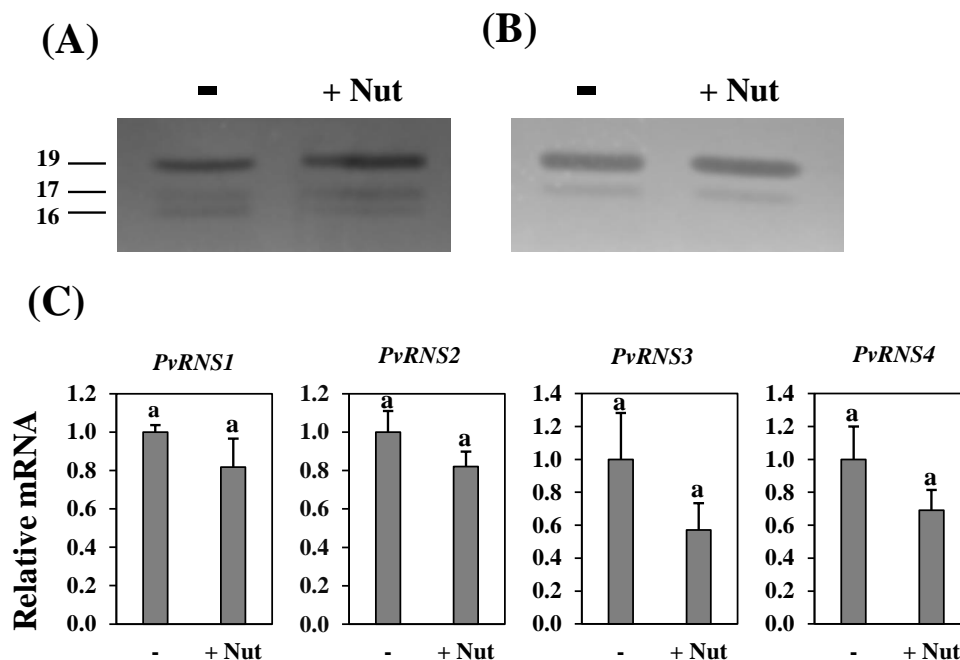 (A)
(B)
- + Nut
- + Nut
19
17
16
(C)
PvRNS1
PvRNS2
PvRNS3
PvRNS4
Relative mRNA
1.2
1.0
0.8
0.6
0.4
0.2
0.0
a
a
- + Nut
1.2
1.0
0.8
0.6
0.4
0.2
0.0
a
a
- + Nut
1.4
1.2
1.0
0.8
0.6
0.4
0.2
0.0
a
a
- + Nut
1.4
1.2
1.0
0.8
0.6
0.4
0.2
0.0
a
a
- + Nut